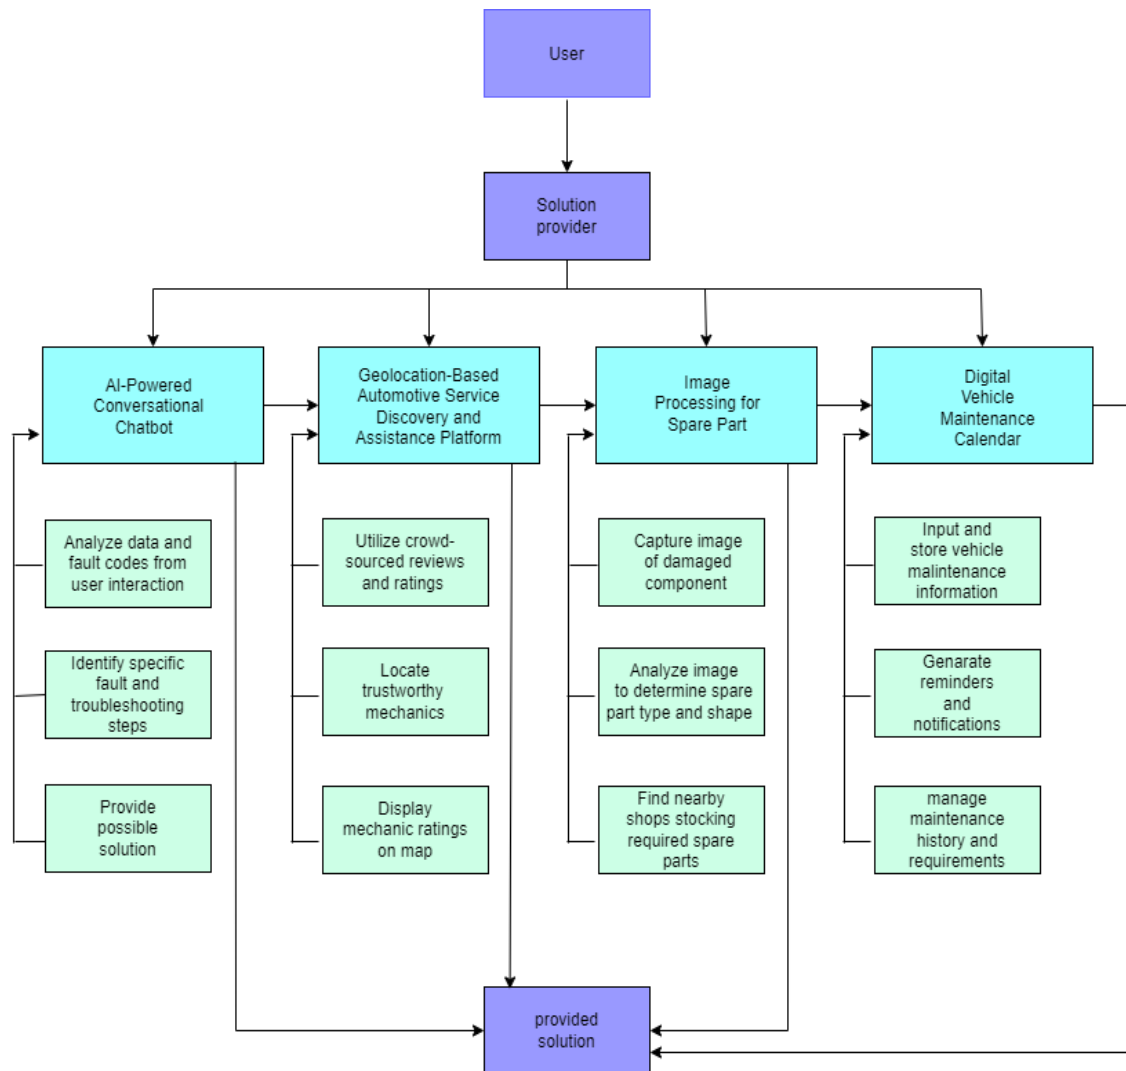 User
Solution
provider
AI-Powered
Conversational
Chatbot
Geolocation-Based
Automotive Service
Discovery and
Assistance Platform
Image
Processing for
Spare Part
Digital
Vehicle
Maintenance
Calendar
Analyze data and
fault codes from
user interaction
Utilize crowd-
sourced reviews
and ratings
Capture image
of damaged
component
Input and
store vehicle
malintenance
information
Identify specific
fault and
troubleshooting
steps
Locate
trustworthy
mechanics
Analyze image
to determine spare
part type and shape
Genarate
reminders
and
notifications
Provide
possible
solution
Display
mechanic ratings
on map
Find nearby
shops stocking
required spare
parts
manage
maintenance
history and
requirements
provided
solution